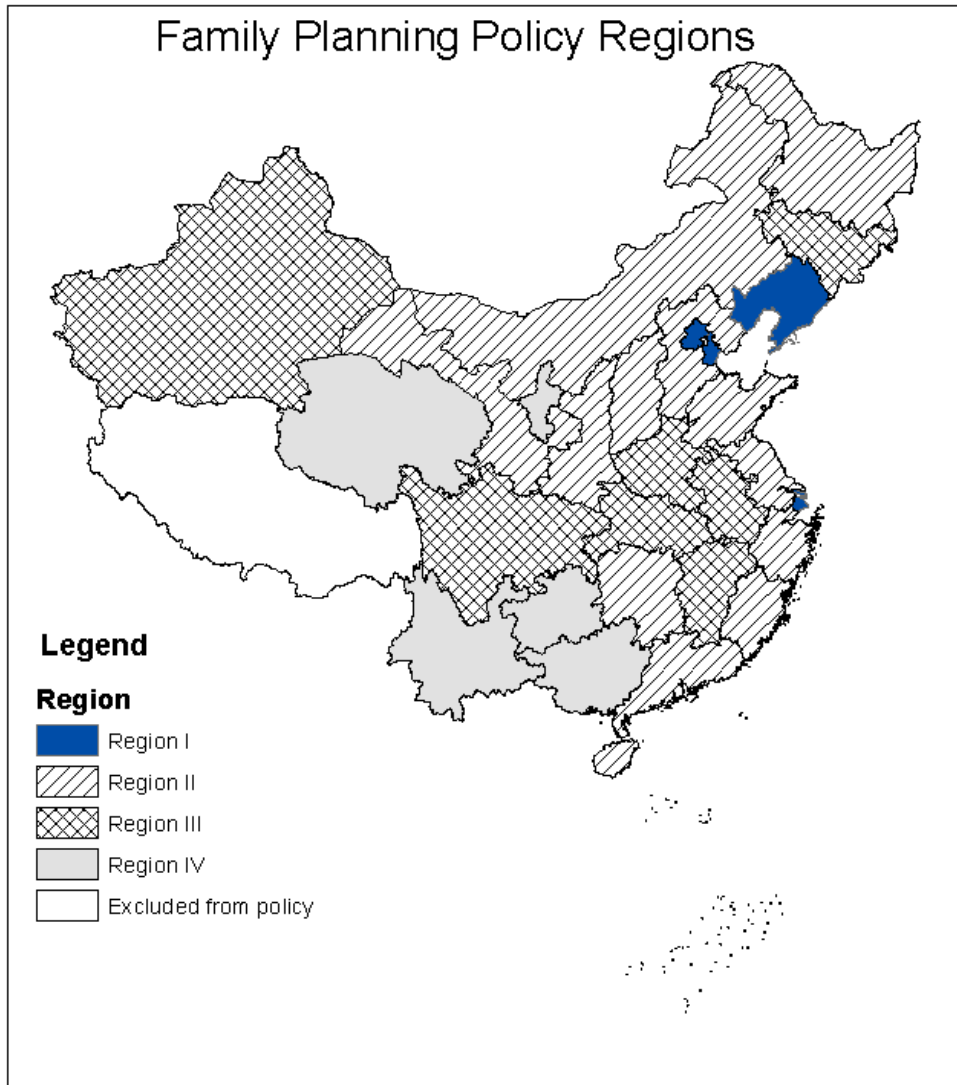 Family Planning Policy Regions
Legend
Region
Region I
Region II
Region III
Region IV
Excluded from policy